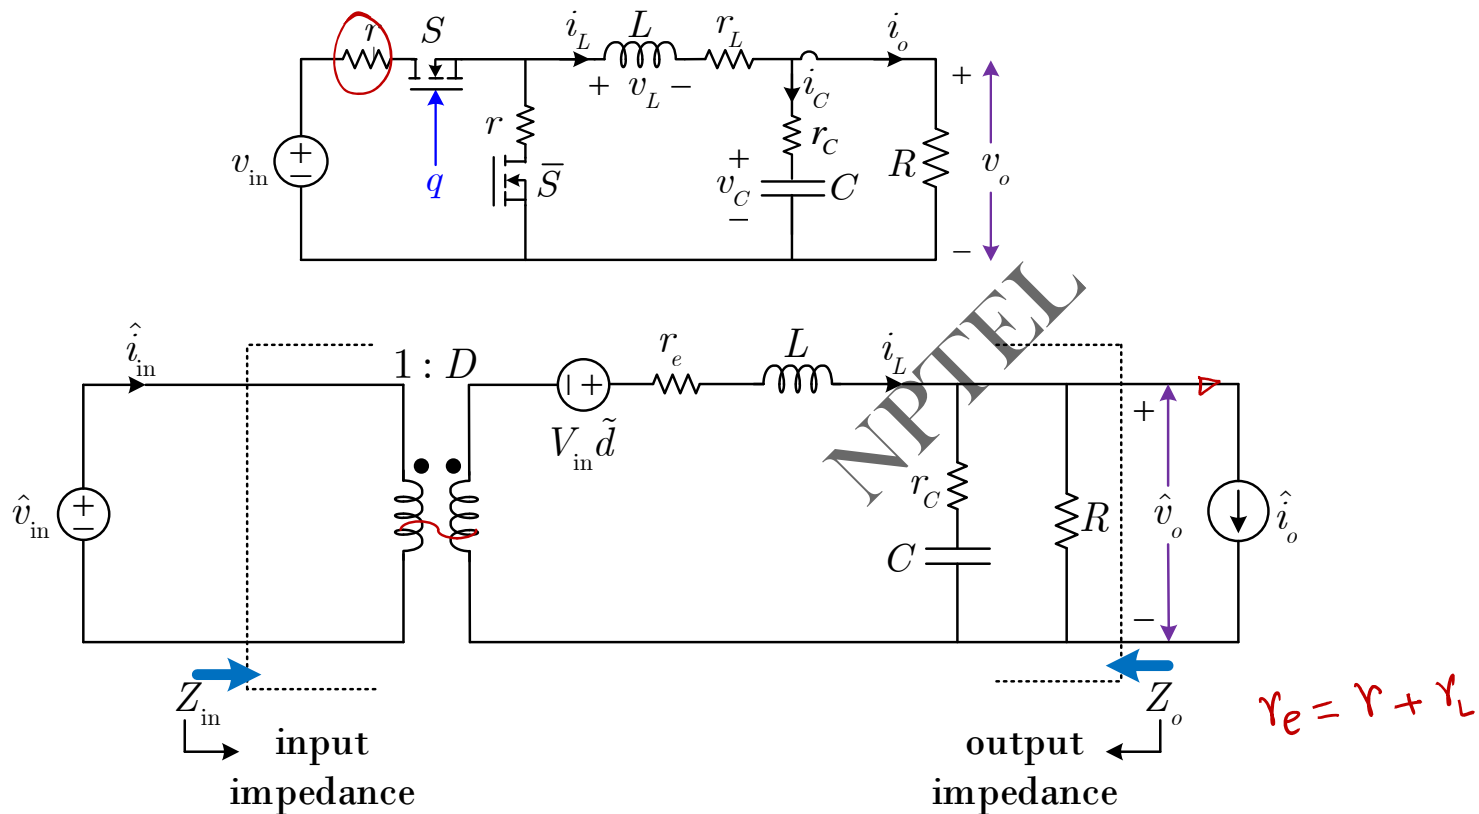 r S i_L L r_L i_o
+ v_L − i_C +
r r_C
v_in + − q S̅ + v_C − C R v_o
−
NPTEL
î_in 1 : D r_e L i_L
− + +
V_in d̃
v̂_in + − r_C R v̂_o î_o
C
−
Z_in Z_o r_e = r + r_L
input output
impedance impedance